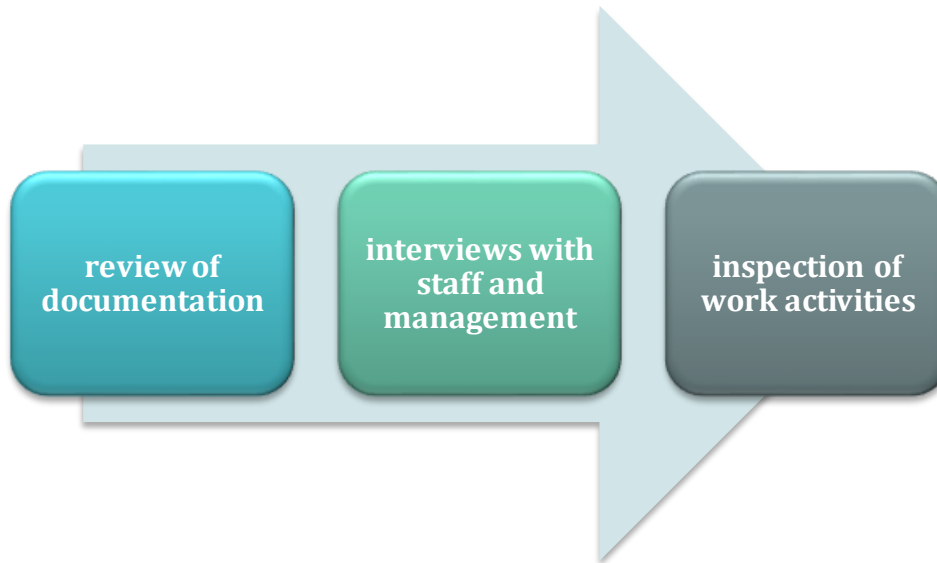 review of
documentation
interviews with
staff and
management
inspection of
work activities